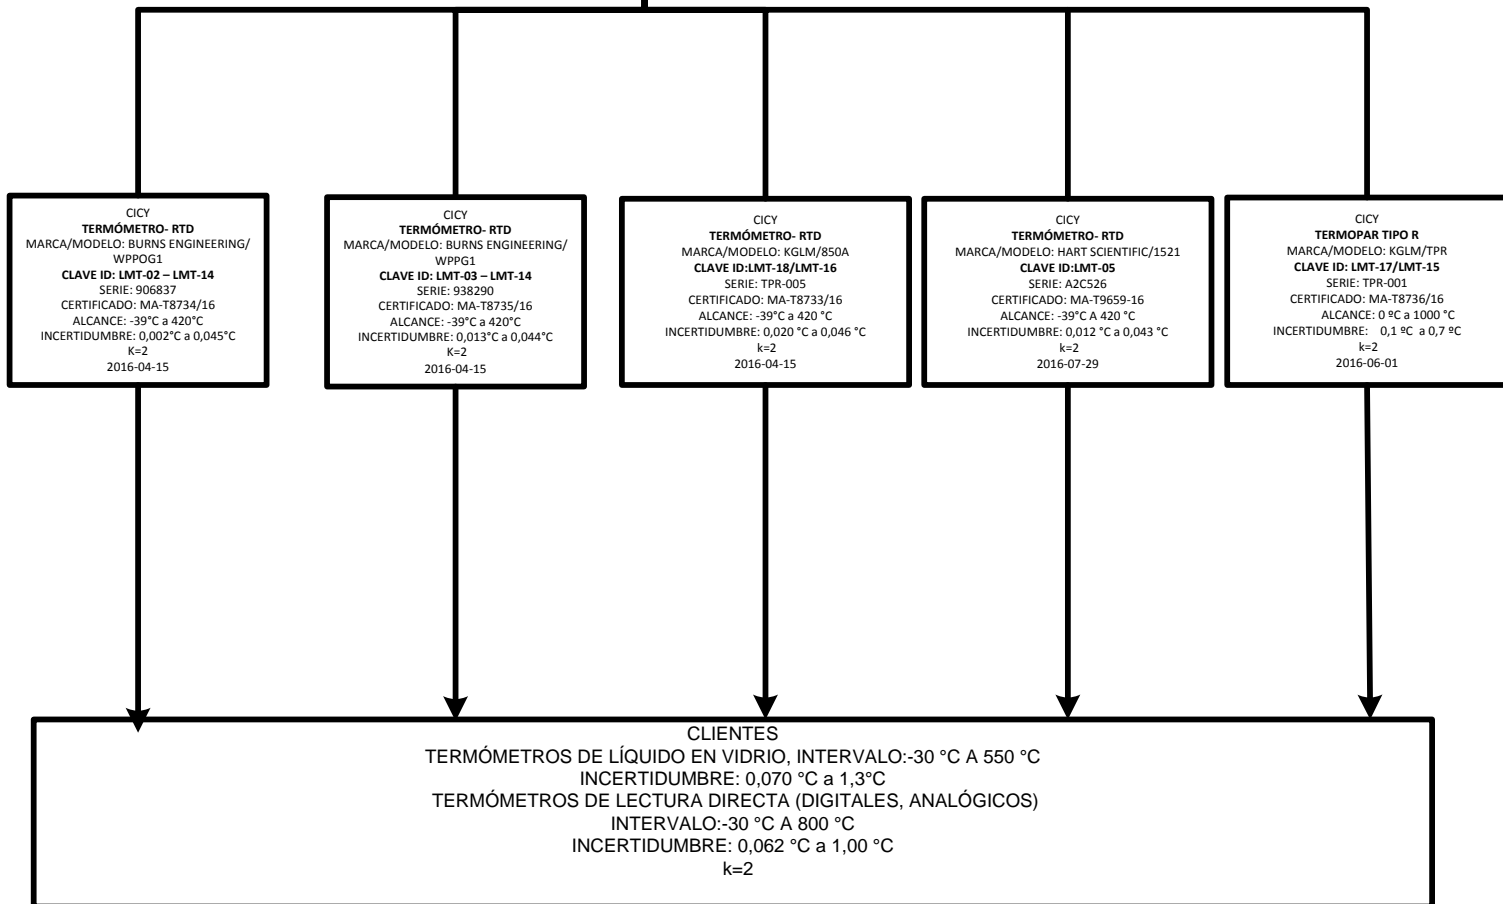 CICY
TERMÓMETRO- RTD
MARCA/MODELO: BURNS ENGINEERING/
WPPOG1
CLAVE ID: LMT-02 – LMT-14
SERIE: 906837
CERTIFICADO: MA-T8734/16
ALCANCE: -39°C a 420°C
INCERTIDUMBRE: 0,002°C a 0,045°C
K=2
2016-04-15
CICY
TERMÓMETRO- RTD
MARCA/MODELO: BURNS ENGINEERING/
WPPG1
CLAVE ID: LMT-03 – LMT-14
SERIE: 938290
CERTIFICADO: MA-T8735/16
ALCANCE: -39°C a 420°C
INCERTIDUMBRE: 0,013°C a 0,044°C
K=2
2016-04-15
CICY
TERMÓMETRO- RTD
MARCA/MODELO: KGLM/850A
CLAVE ID:LMT-18/LMT-16
SERIE: TPR-005
CERTIFICADO: MA-T8733/16
ALCANCE: -39°C a 420 °C
INCERTIDUMBRE: 0,020 °C a 0,046 °C
k=2
2016-04-15
CICY
TERMÓMETRO- RTD
MARCA/MODELO: HART SCIENTIFIC/1521
CLAVE ID:LMT-05
SERIE: A2C526
CERTIFICADO: MA-T9659-16
ALCANCE: -39°C A 420 °C
INCERTIDUMBRE: 0,012 °C a 0,043 °C
k=2
2016-07-29
CICY
TERMOPAR TIPO R
MARCA/MODELO: KGLM/TPR
CLAVE ID: LMT-17/LMT-15
SERIE: TPR-001
CERTIFICADO: MA-T8736/16
ALCANCE: 0 ºC a 1000 °C
INCERTIDUMBRE: 0,1 ºC a 0,7 ºC
k=2
2016-06-01
CLIENTES
TERMÓMETROS DE LÍQUIDO EN VIDRIO, INTERVALO:-30 °C A 550 °C
INCERTIDUMBRE: 0,070 °C a 1,3°C
TERMÓMETROS DE LECTURA DIRECTA (DIGITALES, ANALÓGICOS)
INTERVALO:-30 °C A 800 °C
INCERTIDUMBRE: 0,062 °C a 1,00 °C
k=2